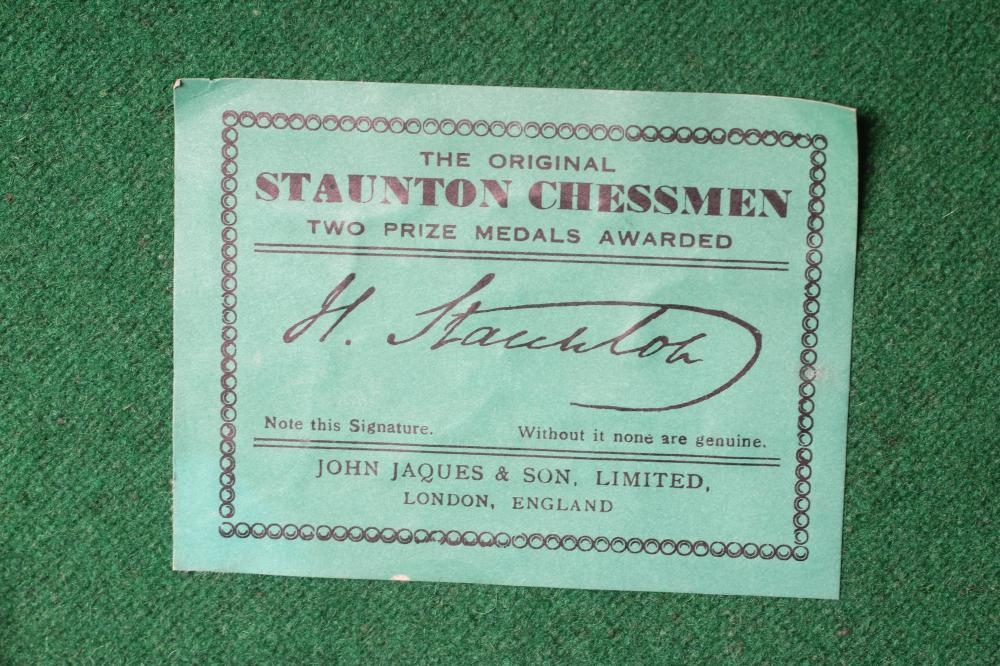 THE ORIGINAL
STAUNTON CHESSMEN
TWO PRIZE MEDALS AWARDED
H. Staunton
Note this Signature. Without it none are genuine.
JOHN JAQUES & SON, LIMITED,
LONDON, ENGLAND